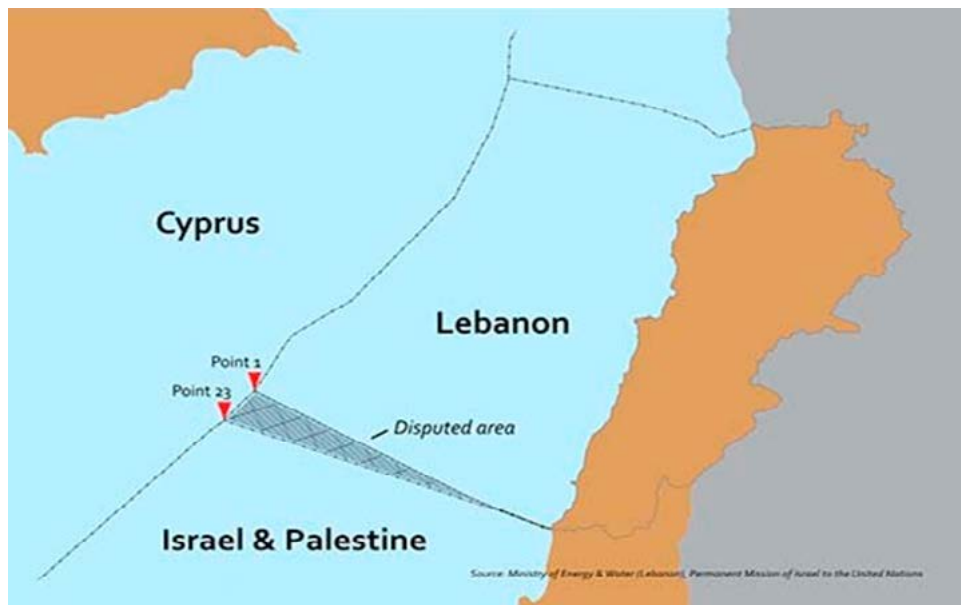 Cyprus
Lebanon
Point 1
Point 23
Disputed area
Israel & Palestine
Source: Ministry of Energy & Water (Lebanon), Permanent Mission of Israel to the United Nations